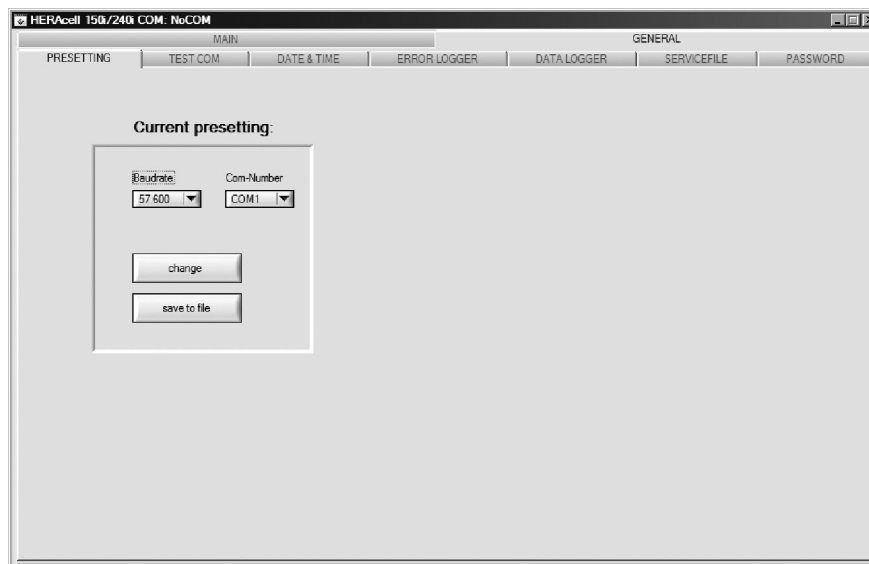 HERAcell 150i/240i COM: NoCOM
MAIN GENERAL
PRESETTING TEST COM DATE & TIME ERROR LOGGER DATA LOGGER SERVICEFILE PASSWORD
Current presetting:
Baudrate Com-Number
57 600 COM1
change
save to file